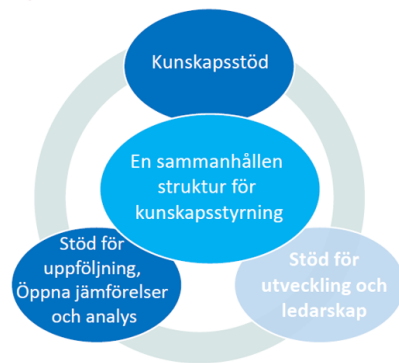 Kunskapsstöd
En sammanhållen
struktur för
kunskapsstyrning
Stöd för
uppföljning,
Öppna jämförelser
och analys
Stöd för
utveckling och
ledarskap